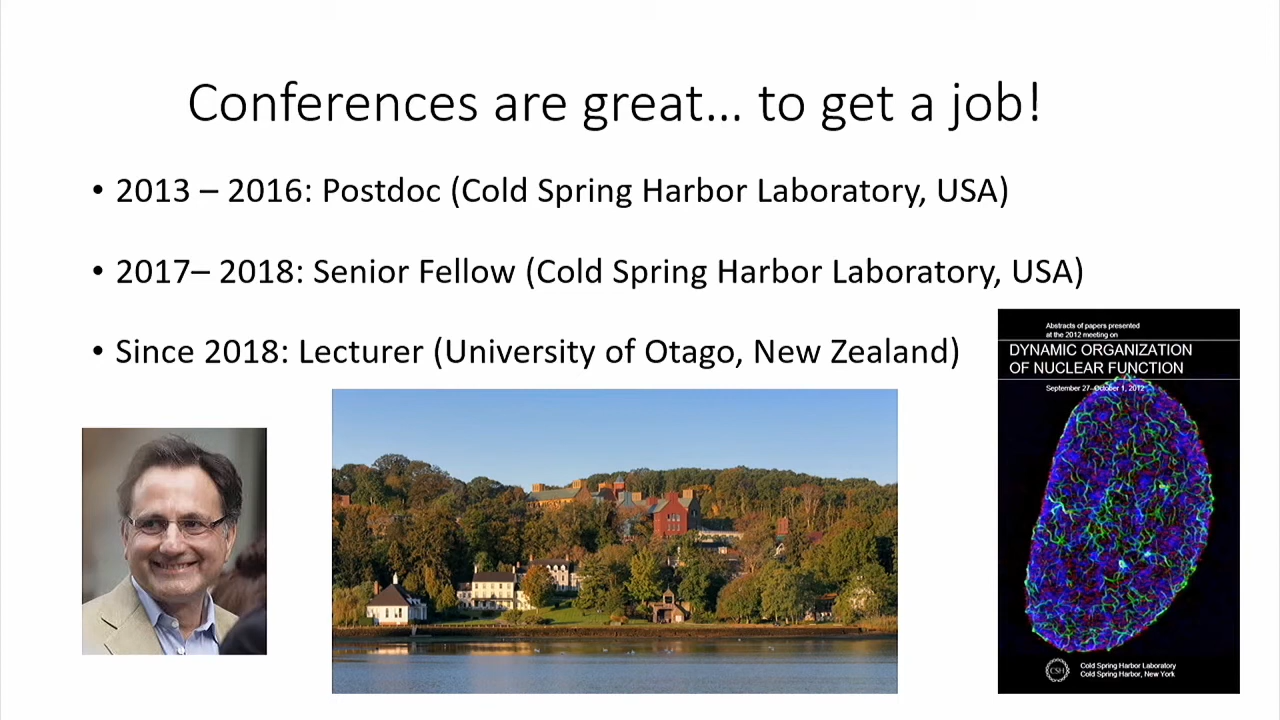 Conferences are great... to get a job!
• 2013 – 2016: Postdoc (Cold Spring Harbor Laboratory, USA)
• 2017– 2018: Senior Fellow (Cold Spring Harbor Laboratory, USA)
• Since 2018: Lecturer (University of Otago, New Zealand)
Abstracts of papers presented
at the 2012 meeting on
DYNAMIC ORGANIZATION
OF NUCLEAR FUNCTION
September 27–October 1, 2012
CSH
Cold Spring Harbor Laboratory
Cold Spring Harbor, New York